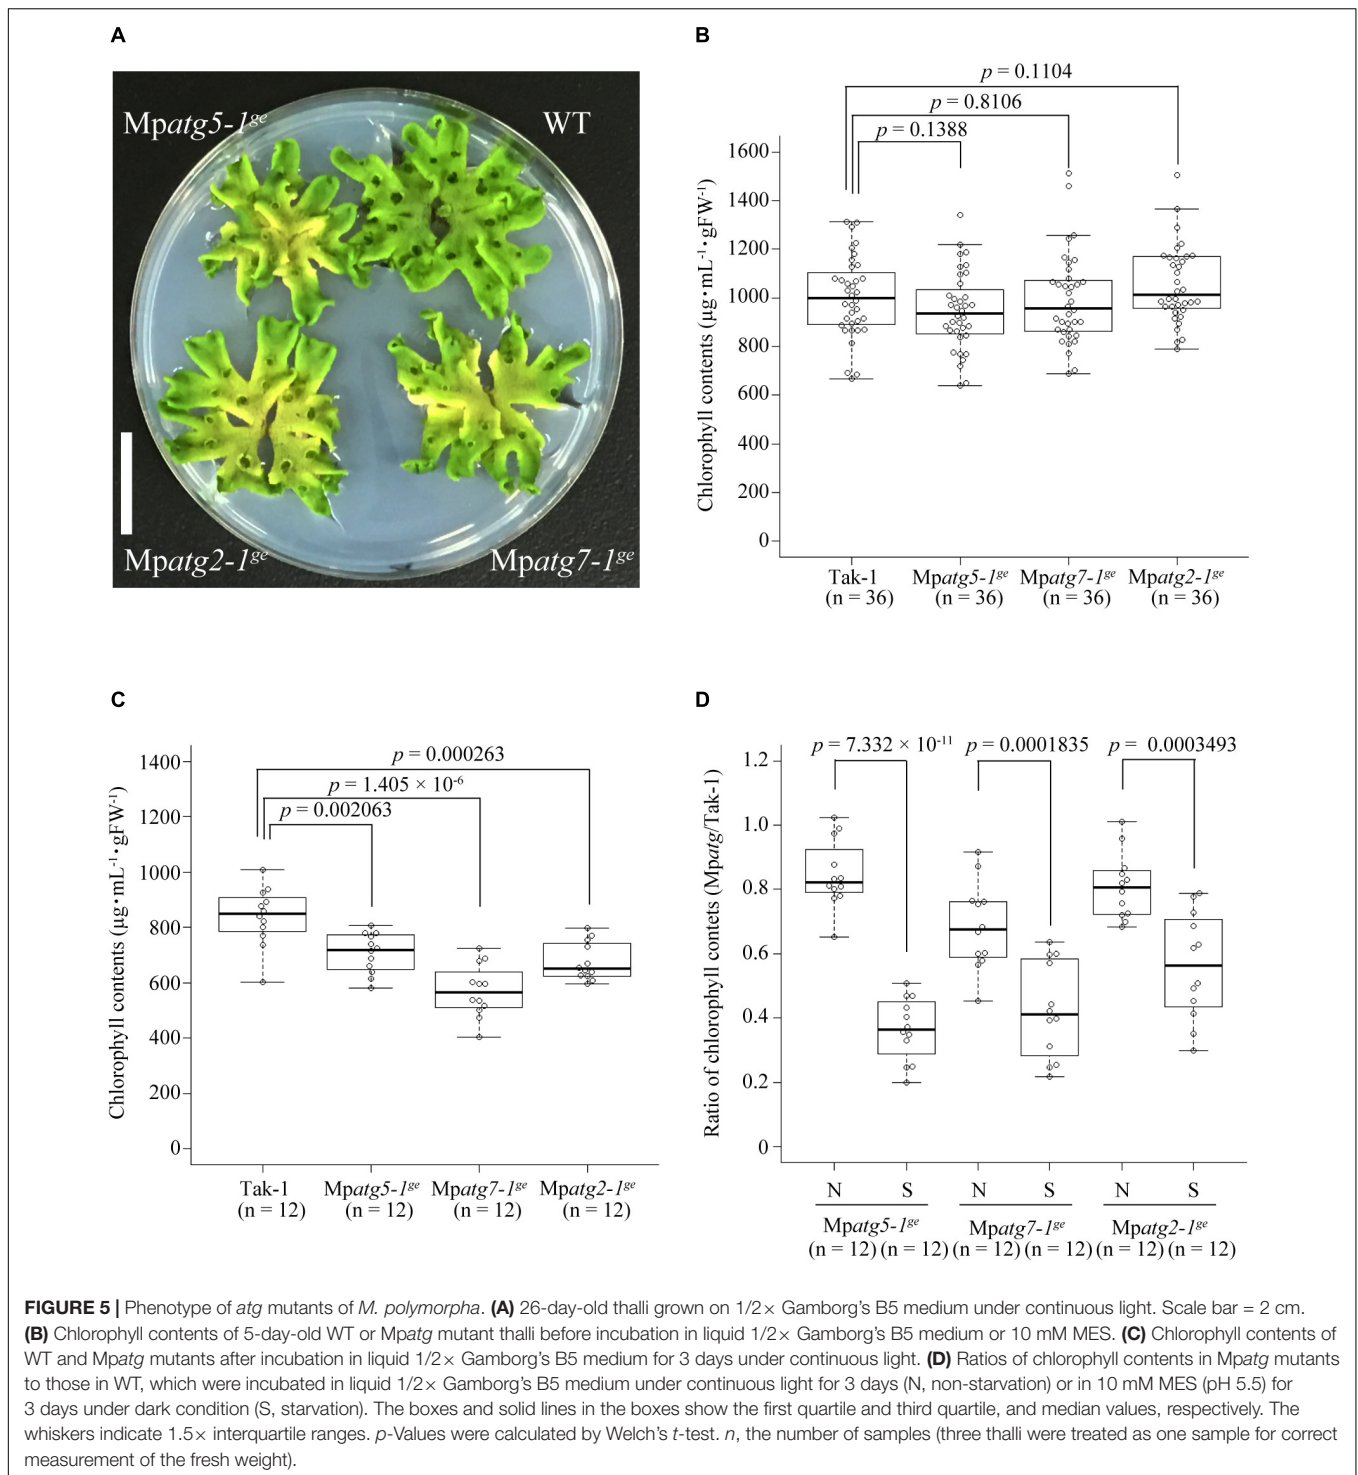 A
Mpatg5-1ge
WT
Mpatg2-1ge
Mpatg7-1ge
B
p = 0.1104
p = 0.8106
p = 0.1388
Chlorophyll contents (μg・mL-1・gFW-1)
1600
1400
1200
1000
800
600
400
200
0
Tak-1 Mpatg5-1ge Mpatg7-1ge Mpatg2-1ge
(n = 36) (n = 36) (n = 36) (n = 36)
C
p = 0.000263
p = 1.405 × 10-6
p = 0.002063
Chlorophyll contents (μg・mL-1・gFW-1)
1400
1200
1000
800
600
400
200
0
Tak-1 Mpatg5-1ge Mpatg7-1ge Mpatg2-1ge
(n = 12) (n = 12) (n = 12) (n = 12)
D
p = 7.332 × 10-11 p = 0.0001835 p = 0.0003493
Ratio of chlorophyll contets (Mpatg/Tak-1)
1.2
1.0
0.8
0.6
0.4
0.2
0
N S N S N S
Mpatg5-1ge Mpatg7-1ge Mpatg2-1ge
(n = 12) (n = 12) (n = 12) (n = 12) (n = 12) (n = 12)
FIGURE 5 | Phenotype of atg mutants of M. polymorpha. (A) 26-day-old thalli grown on 1/2× Gamborg's B5 medium under continuous light. Scale bar = 2 cm.
(B) Chlorophyll contents of 5-day-old WT or Mpatg mutant thalli before incubation in liquid 1/2× Gamborg's B5 medium or 10 mM MES. (C) Chlorophyll contents of
WT and Mpatg mutants after incubation in liquid 1/2× Gamborg's B5 medium for 3 days under continuous light. (D) Ratios of chlorophyll contents in Mpatg mutants
to those in WT, which were incubated in liquid 1/2× Gamborg's B5 medium under continuous light for 3 days (N, non-starvation) or in 10 mM MES (pH 5.5) for
3 days under dark condition (S, starvation). The boxes and solid lines in the boxes show the first quartile and third quartile, and median values, respectively. The
whiskers indicate 1.5× interquartile ranges. p-Values were calculated by Welch's t-test. n, the number of samples (three thalli were treated as one sample for correct
measurement of the fresh weight).